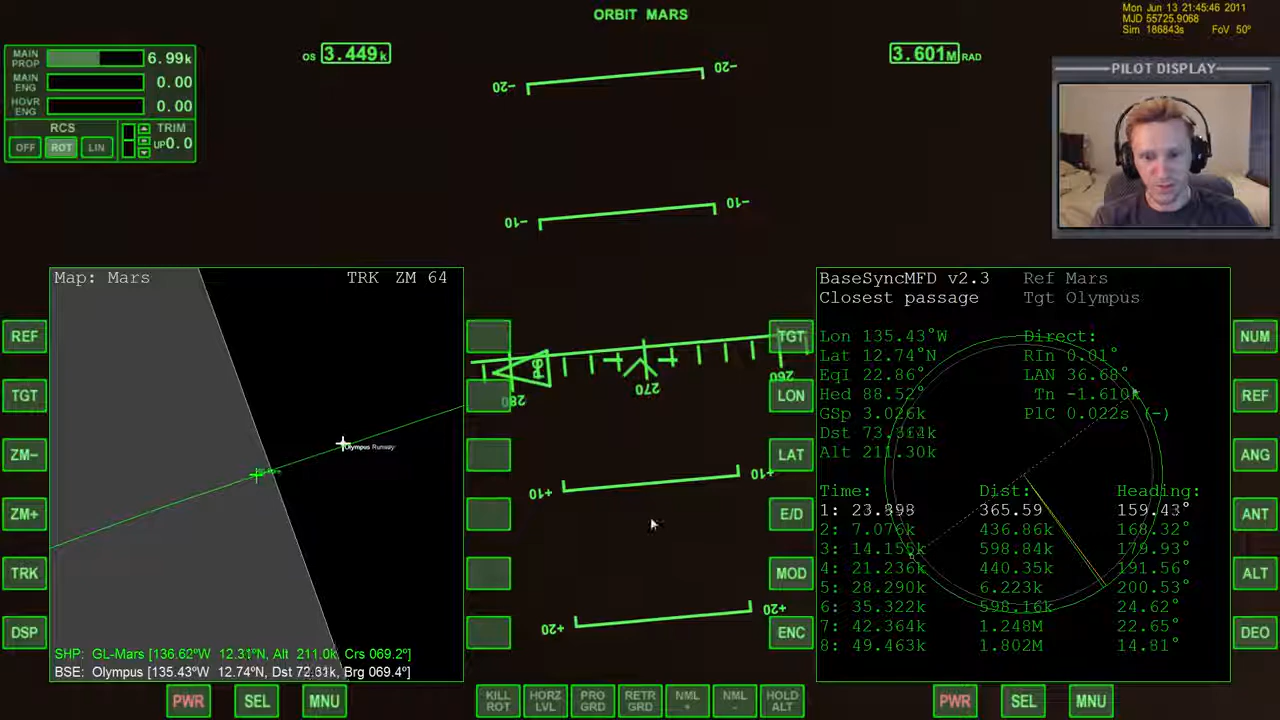 ORBIT MARS
Mon Jun 13 21:45:46 2011
MJD 55725.9068
Sim 186843s FoV 50°
MAIN PROP 6.99k
MAIN ENG 0.00
HOVR ENG 0.00
RCS TRIM
OFF ROT LIN UP 0.0
OS 3.449k
3.601M RAD
PILOT DISPLAY
20- 20-
10- 10-
280 270 260
+10 10+
+20 20+
Map: Mars TRK ZM 64
Olympus Runway
SHP: GL-Mars [136.62°W 12.31°N, Alt 211.0k Crs 069.2°]
BSE: Olympus [135.43°W 12.74°N, Dst 72.81k, Brg 069.4°]
REF
TGT
ZM-
ZM+
TRK
DSP
PWR SEL MNU
TGT
LON
LAT
E/D
MOD
ENC
KILL ROT
HORZ LVL
PRO GRD
RETR GRD
NML +
NML -
HOLD ALT
BaseSyncMFD v2.3 Ref Mars
Closest passage Tgt Olympus
Lon 135.43°W Direct:
Lat 12.74°N RIn 0.01°
EqI 22.86° LAN 36.68°
Hed 88.52° Tn -1.610k
GSp 3.026k PlC 0.022s (-)
Alt 211.30k
Time: Dist: Heading:
1: 23.898 365.59 159.43°
2: 7.076k 436.86k 168.32°
3: 14.155k 598.84k 179.93°
4: 21.236k 440.35k 191.56°
5: 28.290k 6.223k 200.53°
6: 35.322k 598.16k 24.62°
7: 42.364k 1.248M 22.65°
8: 49.463k 1.802M 14.81°
NUM
REF
ANG
ANT
ALT
DEO
PWR SEL MNU